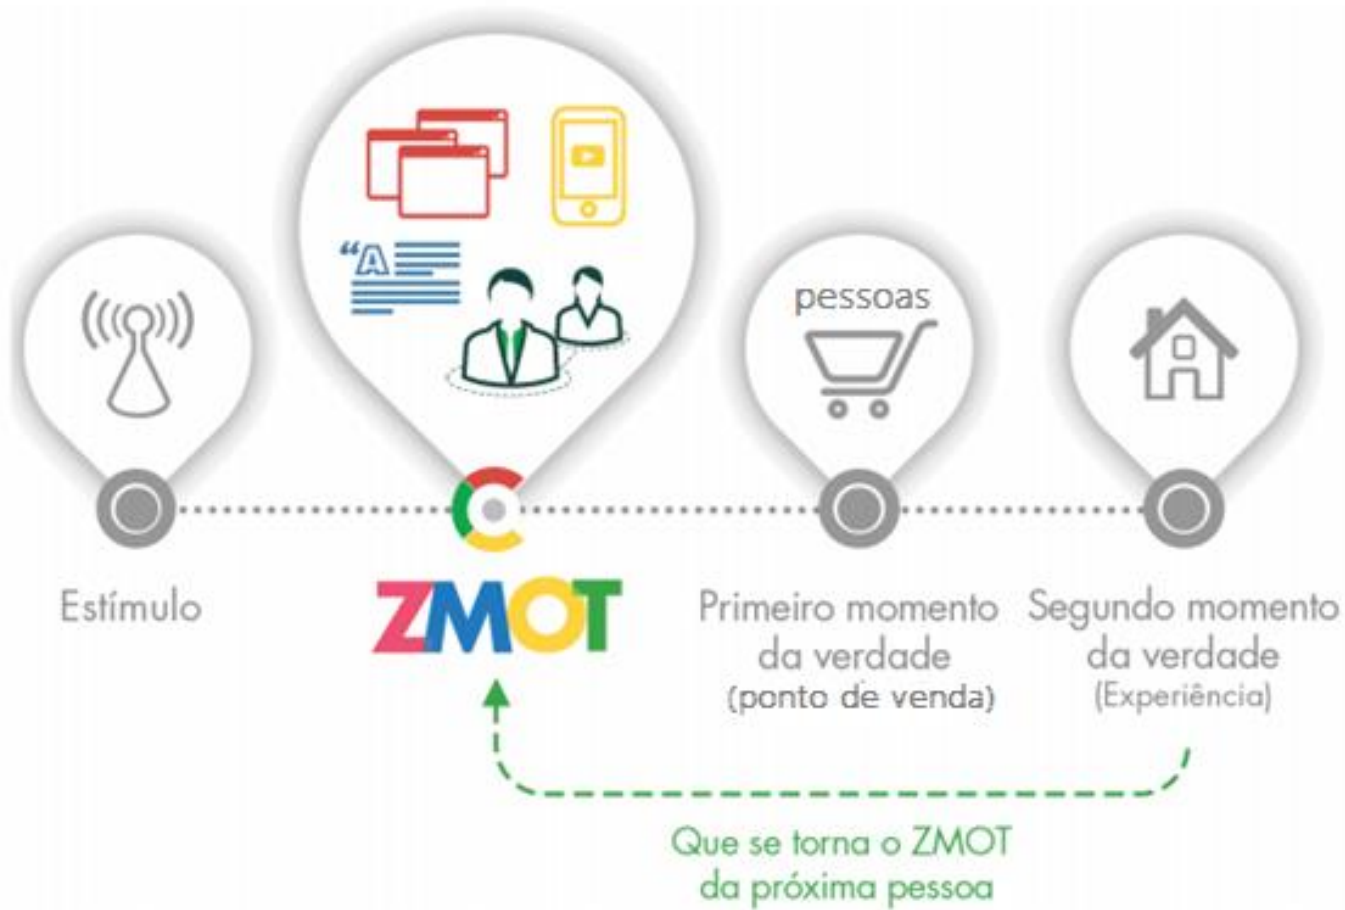 “A
pessoas
Estímulo
ZMOT
Primeiro momento
da verdade
(ponto de venda)
Segundo momento
da verdade
(Experiência)
Que se torna o ZMOT
da próxima pessoa